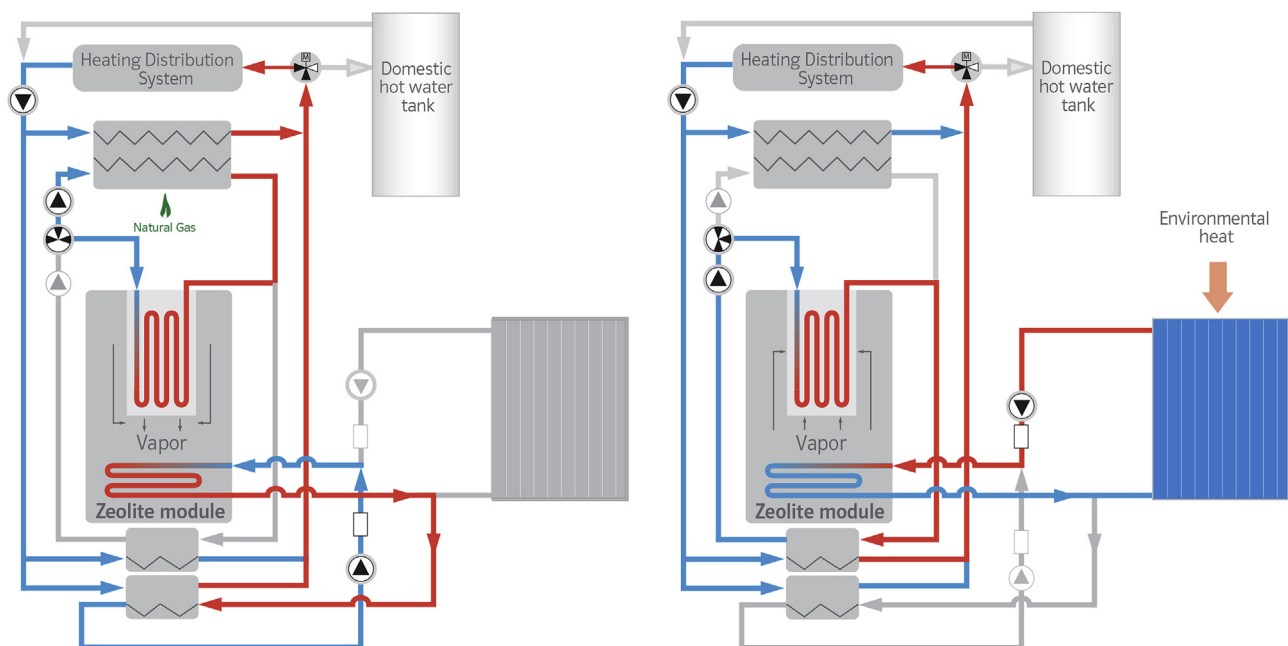 Heating Distribution
System
M
Domestic
hot water
tank
Natural Gas
Vapor
Zeolite module
Heating Distribution
System
M
Domestic
hot water
tank
Environmental
heat
Vapor
Zeolite module